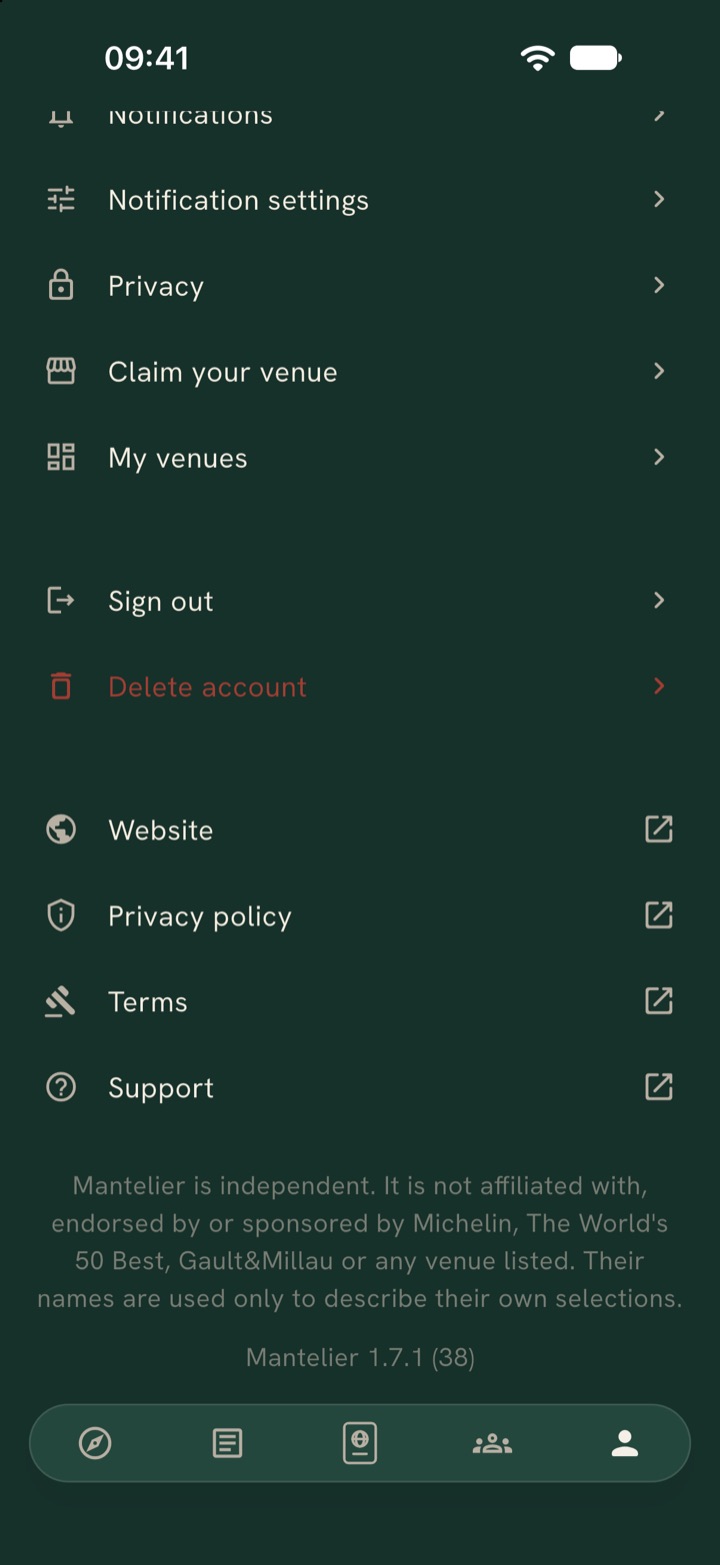 09:41
Notifications
Notification settings
Privacy
Claim your venue
My venues
Sign out
Delete account
Website
Privacy policy
Terms
Support
Mantelier is independent. It is not affiliated with,
endorsed by or sponsored by Michelin, The World's
50 Best, Gault&Millau or any venue listed. Their
names are used only to describe their own selections.
Mantelier 1.7.1 (38)